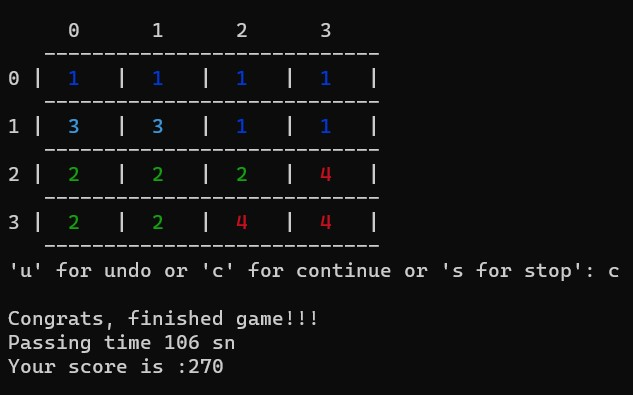 0 1 2 3
--------------------------------
0 | 1 | 1 | 1 | 1 |
--------------------------------
1 | 3 | 3 | 1 | 1 |
--------------------------------
2 | 2 | 2 | 2 | 4 |
--------------------------------
3 | 2 | 2 | 4 | 4 |
--------------------------------
'u' for undo or 'c' for continue or 's for stop': c
Congrats, finished game!!!
Passing time 106 sn
Your score is :270